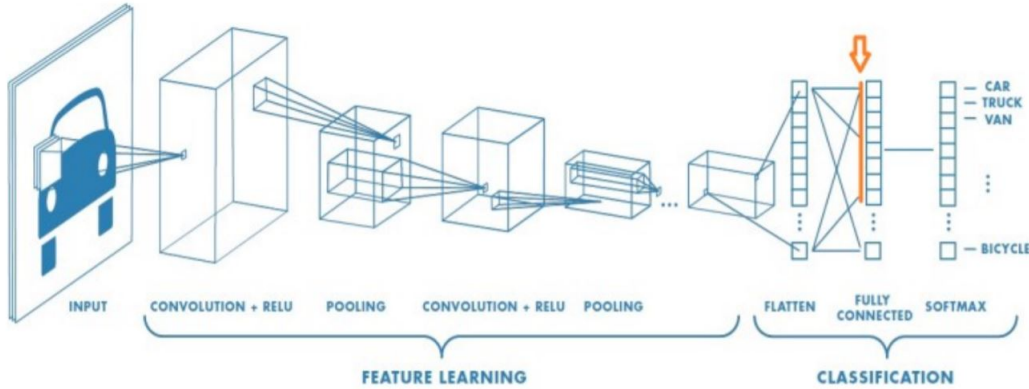 CAR
TRUCK
VAN
BICYCLE
INPUT
CONVOLUTION + RELU
POOLING
CONVOLUTION + RELU
POOLING
FLATTEN
FULLY
CONNECTED
SOFTMAX
FEATURE LEARNING
CLASSIFICATION